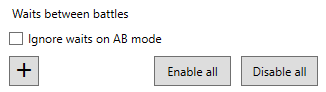 Waits between battles
Ignore waits on AB mode
+ Enable all Disable all